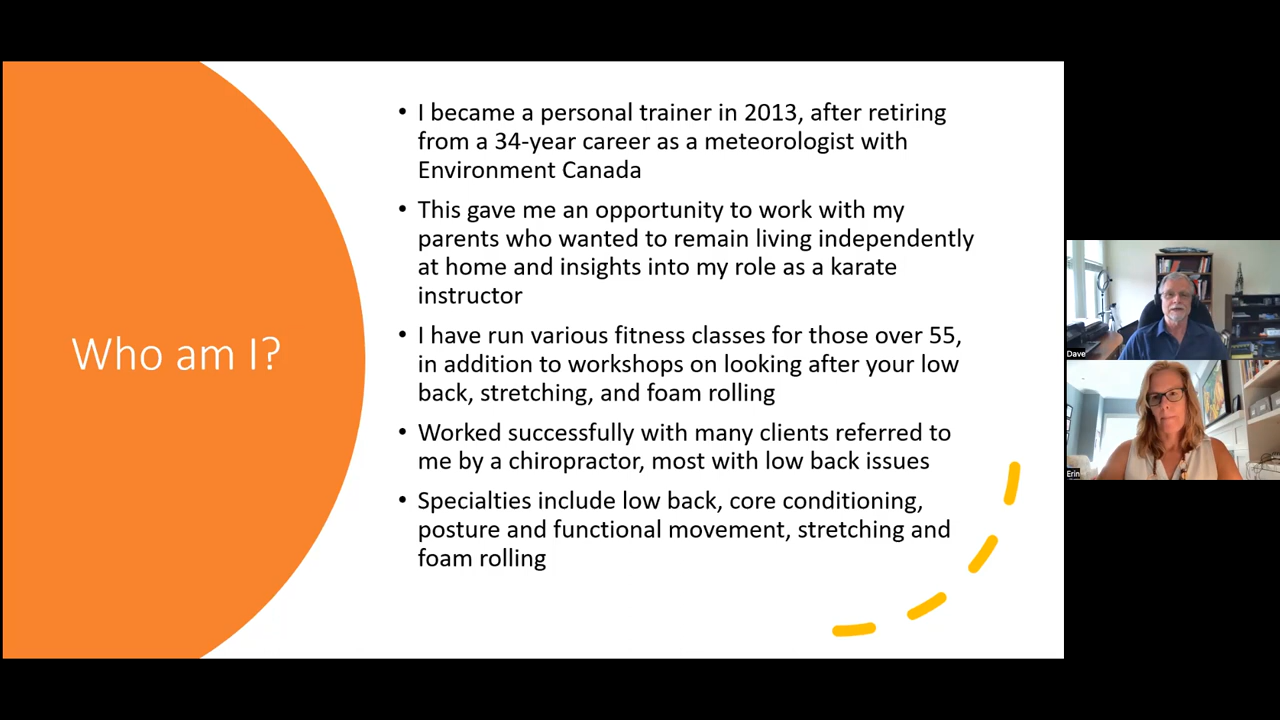 Who am I?
• I became a personal trainer in 2013, after retiring
from a 34-year career as a meteorologist with
Environment Canada
• This gave me an opportunity to work with my
parents who wanted to remain living independently
at home and insights into my role as a karate
instructor
• I have run various fitness classes for those over 55,
in addition to workshops on looking after your low
back, stretching, and foam rolling
• Worked successfully with many clients referred to
me by a chiropractor, most with low back issues
• Specialties include low back, core conditioning,
posture and functional movement, stretching and
foam rolling
Dave
Erin